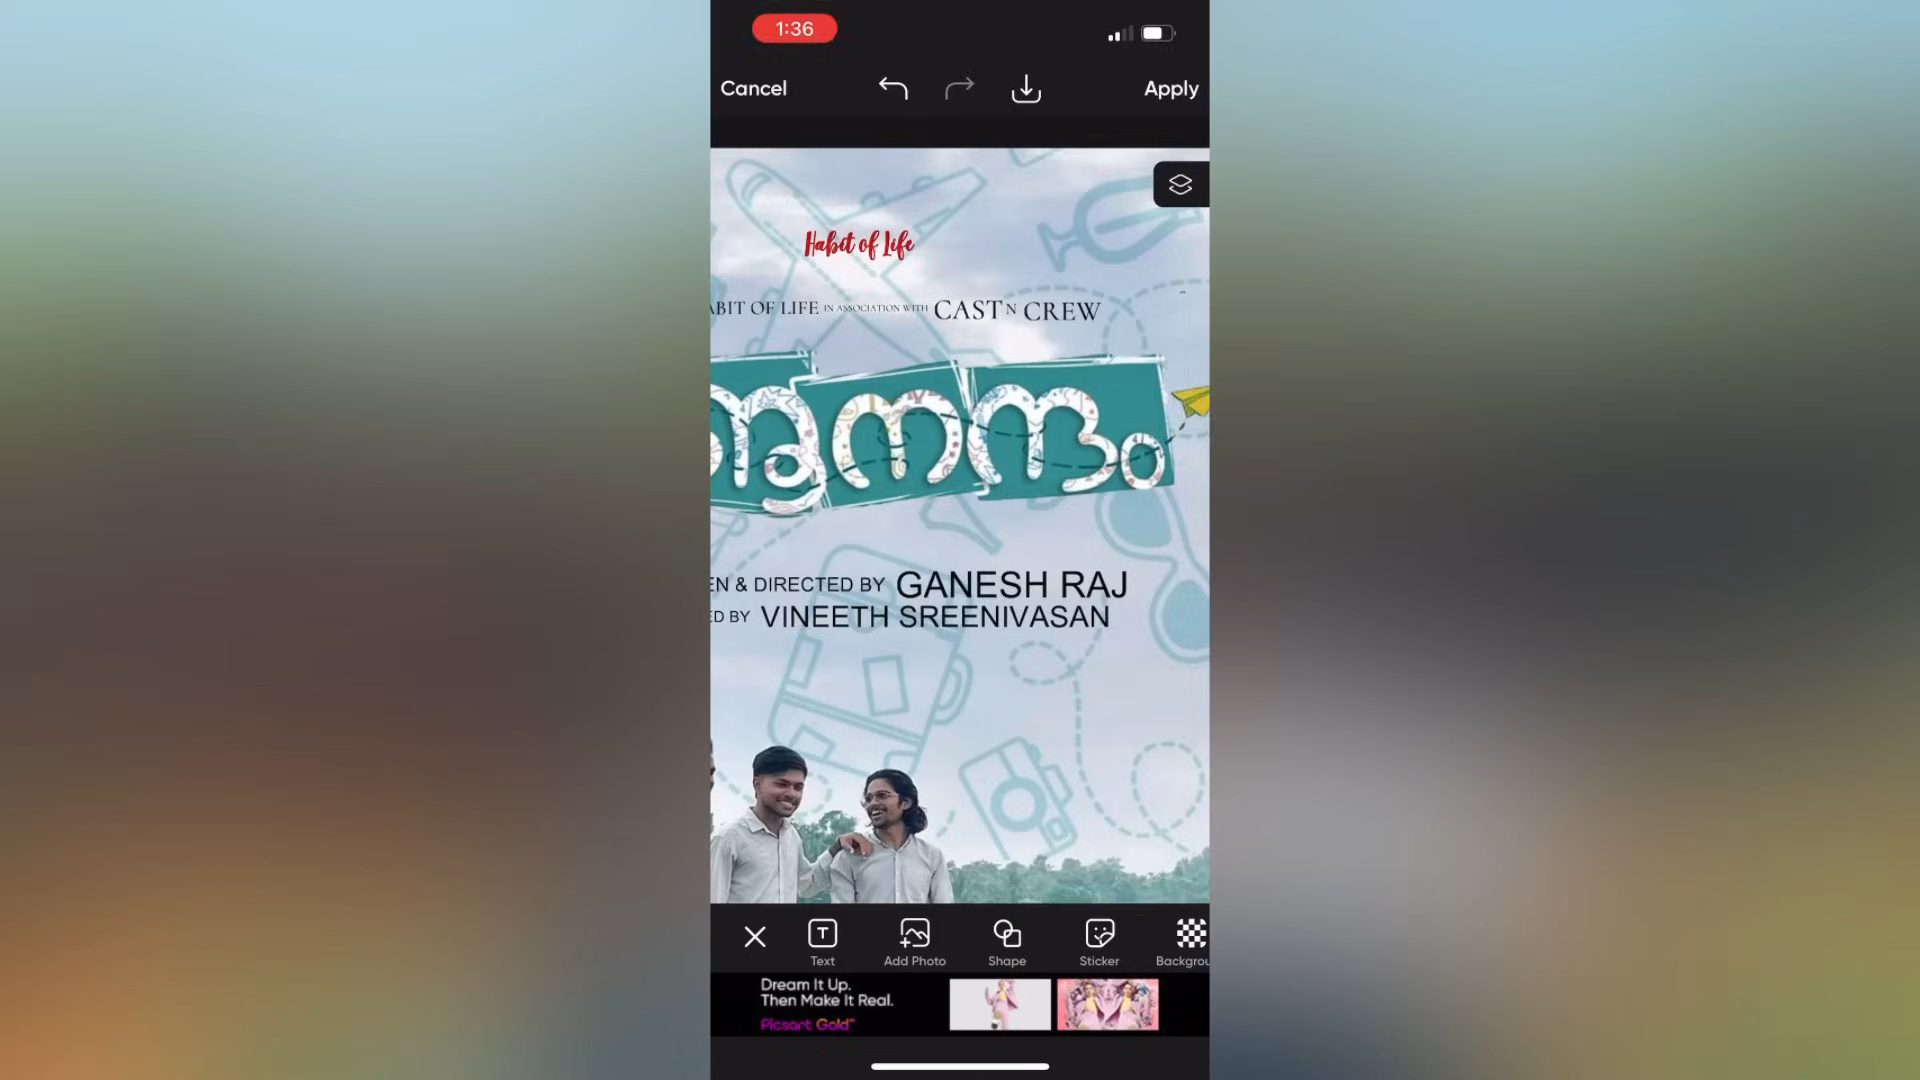 1:36
Cancel
Apply
Habit of Life
ABIT OF LIFE IN ASSOCIATION WITH CAST N CREW
ആനന്ദം
EN & DIRECTED BY GANESH RAJ
ED BY VINEETH SREENIVASAN
Text
Add Photo
Shape
Sticker
Backgrou
Dream It Up.
Then Make It Real.
Picsart Gold